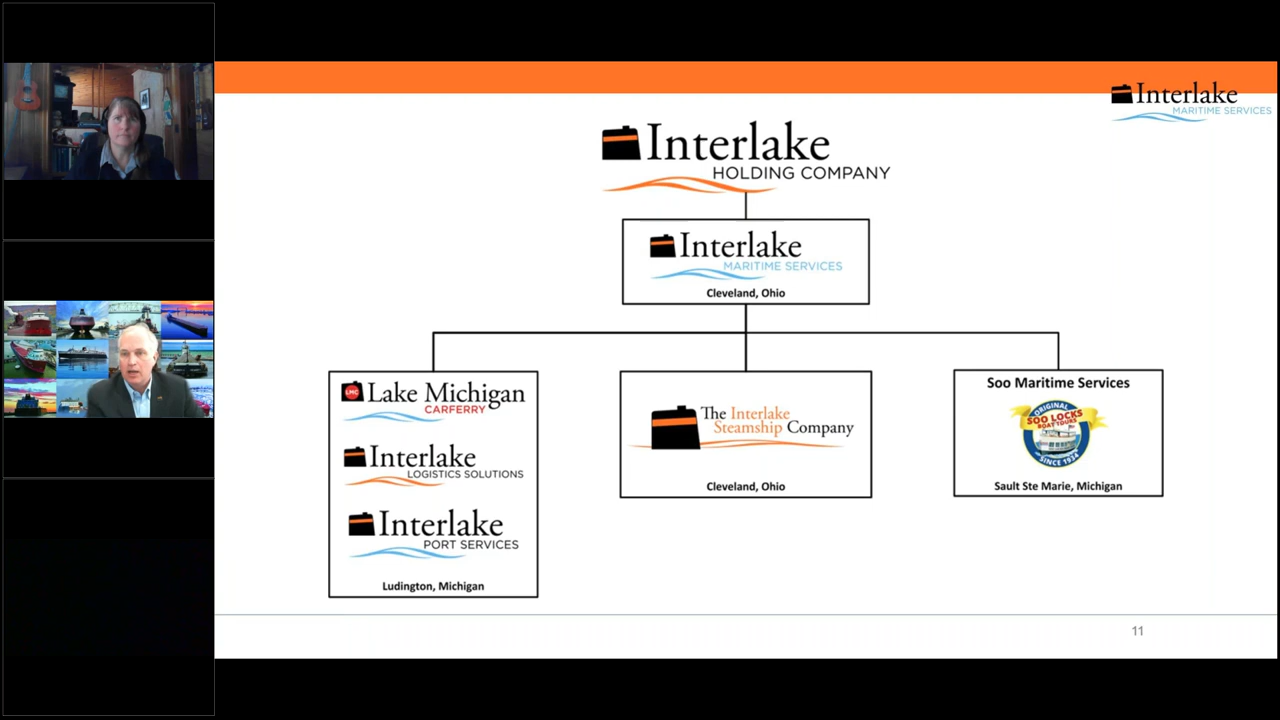 Interlake
MARITIME SERVICES
Interlake
HOLDING COMPANY
Interlake
MARITIME SERVICES
Cleveland, Ohio
LMC
Lake Michigan
CARFERRY
Interlake
LOGISTICS SOLUTIONS
Interlake
PORT SERVICES
Ludington, Michigan
The Interlake
Steamship Company
Cleveland, Ohio
Soo Maritime Services
ORIGINAL
SOO LOCKS
BOAT TOURS
SINCE 1934
Sault Ste Marie, Michigan
11